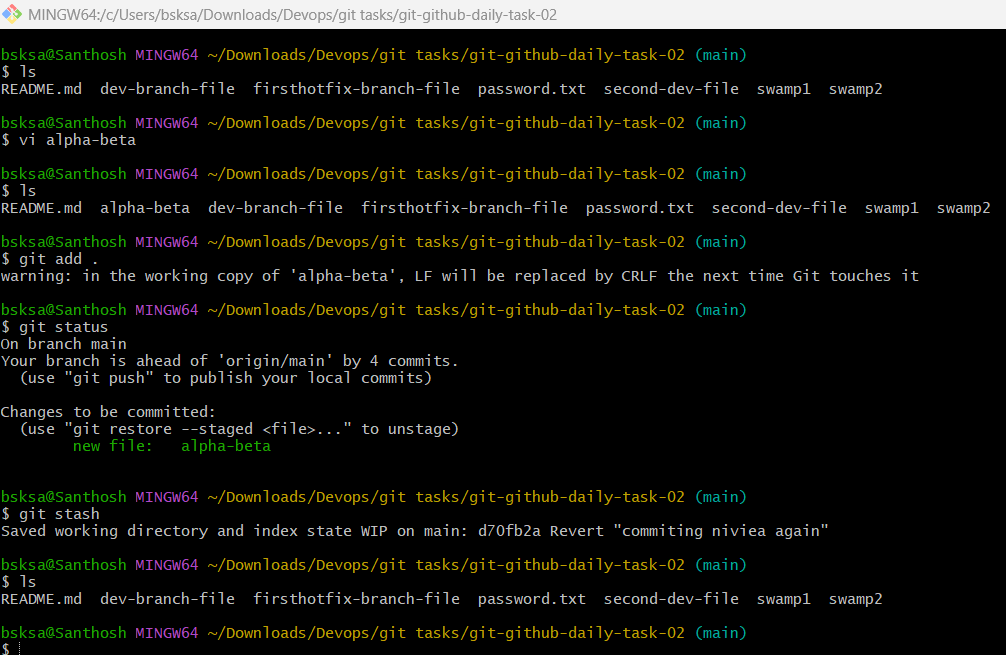 MINGW64:/c/Users/bsksa/Downloads/Devops/git tasks/git-github-daily-task-02
bsksa@Santhosh MINGW64 ~/Downloads/Devops/git tasks/git-github-daily-task-02 (main)
$ ls
README.md  dev-branch-file  firsthotfix-branch-file  password.txt  second-dev-file  swamp1  swamp2
bsksa@Santhosh MINGW64 ~/Downloads/Devops/git tasks/git-github-daily-task-02 (main)
$ vi alpha-beta
bsksa@Santhosh MINGW64 ~/Downloads/Devops/git tasks/git-github-daily-task-02 (main)
$ ls
README.md  alpha-beta  dev-branch-file  firsthotfix-branch-file  password.txt  second-dev-file  swamp1  swamp2
bsksa@Santhosh MINGW64 ~/Downloads/Devops/git tasks/git-github-daily-task-02 (main)
$ git add .
warning: in the working copy of 'alpha-beta', LF will be replaced by CRLF the next time Git touches it
bsksa@Santhosh MINGW64 ~/Downloads/Devops/git tasks/git-github-daily-task-02 (main)
$ git status
On branch main
Your branch is ahead of 'origin/main' by 4 commits.
  (use "git push" to publish your local commits)
Changes to be committed:
  (use "git restore --staged <file>..." to unstage)
        new file:   alpha-beta
bsksa@Santhosh MINGW64 ~/Downloads/Devops/git tasks/git-github-daily-task-02 (main)
$ git stash
Saved working directory and index state WIP on main: d70fb2a Revert "commiting niviea again"
bsksa@Santhosh MINGW64 ~/Downloads/Devops/git tasks/git-github-daily-task-02 (main)
$ ls
README.md  dev-branch-file  firsthotfix-branch-file  password.txt  second-dev-file  swamp1  swamp2
bsksa@Santhosh MINGW64 ~/Downloads/Devops/git tasks/git-github-daily-task-02 (main)
$